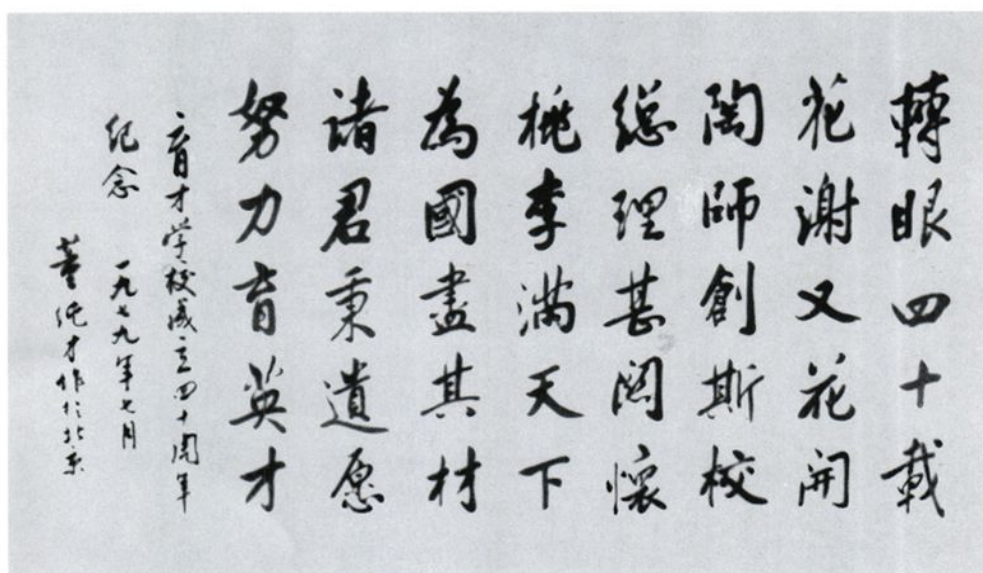 轉眼四十載
花謝又花開
陶師創斯校
總理甚關懷
桃李滿天下
為國盡其材
諸君秉遺愿
努力育英才
育才学校成立四十周年
纪念 一九七九年七月
董纯才作於北京